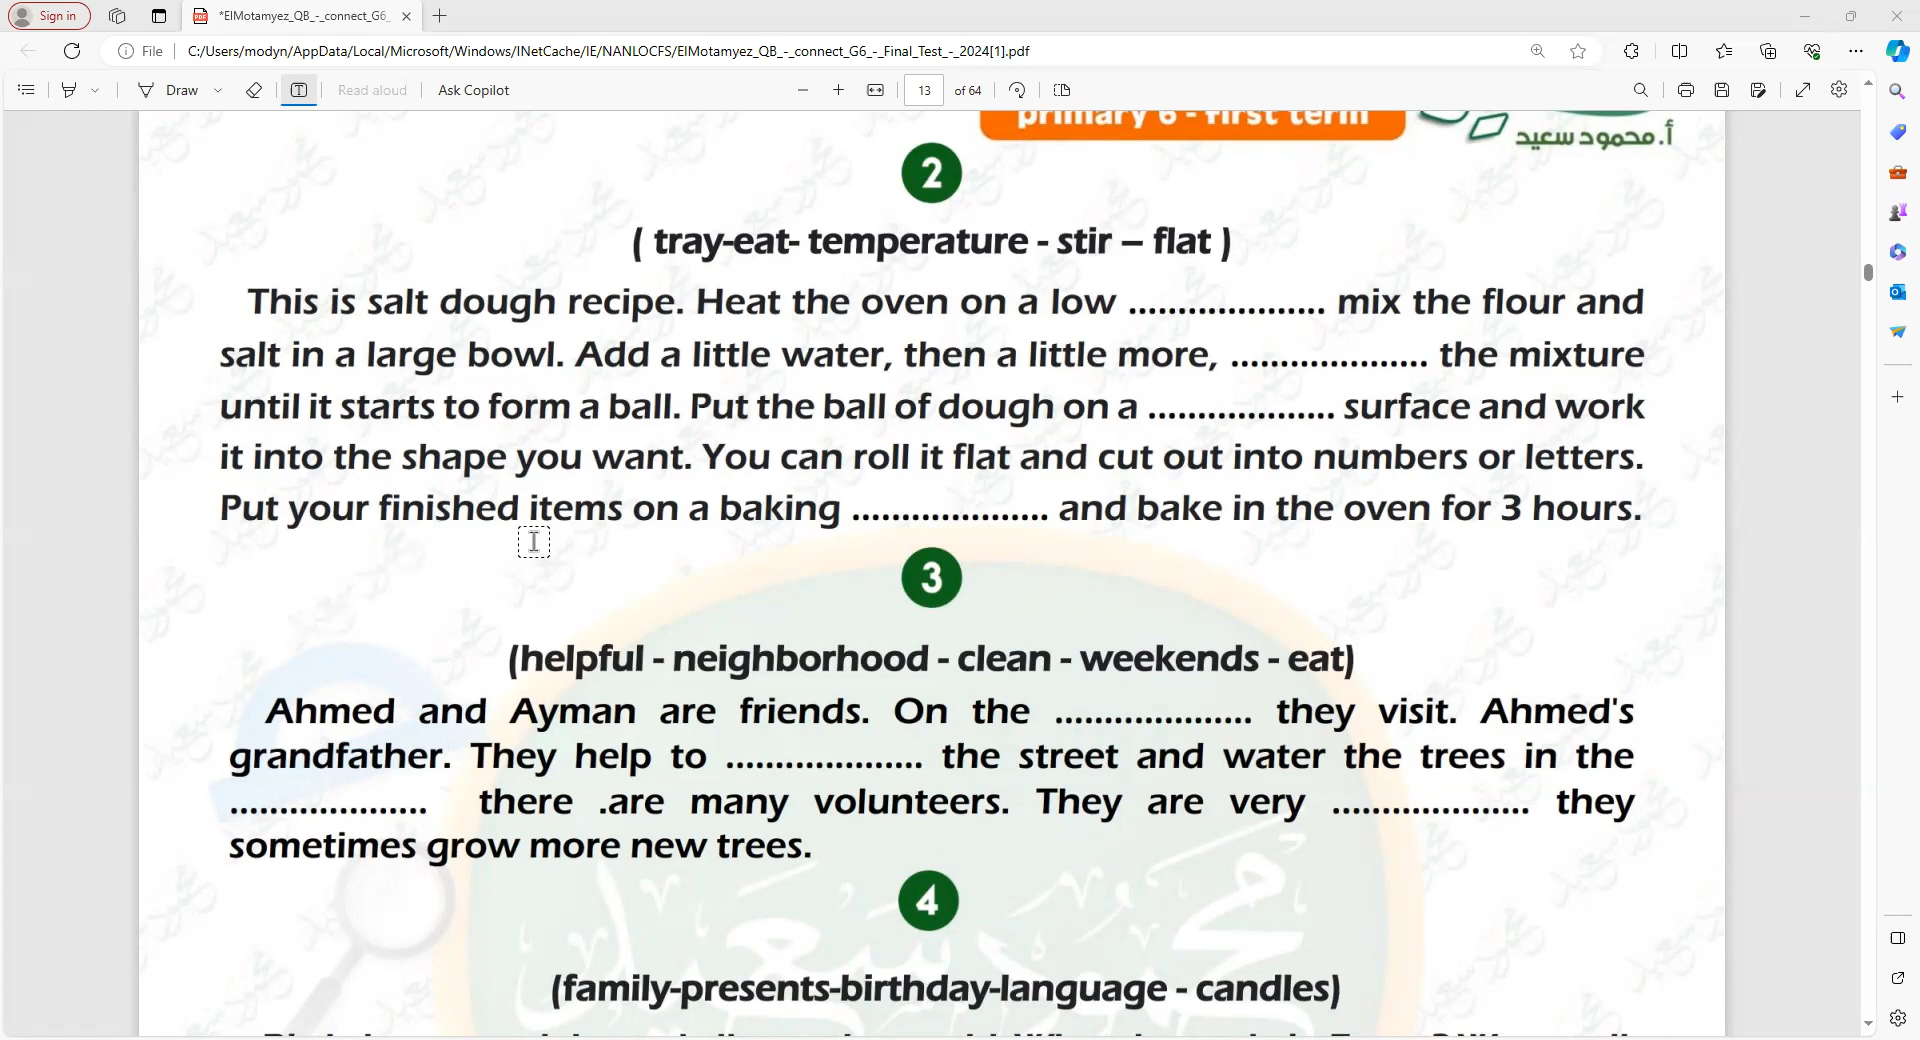 Sign in
*ElMotamyez_QB_-_connect_G6_
File
C:/Users/modyn/AppData/Local/Microsoft/Windows/INetCache/IE/NANLOCFS/ElMotamyez_QB_-_connect_G6_-_Final_Test_-_2024[1].pdf
Draw
Read aloud
Ask Copilot
13 of 64
primary 6 - first term
أ.محمود سعيد
2
( tray-eat- temperature - stir – flat )
This is salt dough recipe. Heat the oven on a low .................... mix the flour and
salt in a large bowl. Add a little water, then a little more, .................... the mixture
until it starts to form a ball. Put the ball of dough on a ................... surface and work
it into the shape you want. You can roll it flat and cut out into numbers or letters.
Put your finished items on a baking .................... and bake in the oven for 3 hours.
3
(helpful - neighborhood - clean - weekends - eat)
Ahmed and Ayman are friends. On the .................... they visit. Ahmed's
grandfather. They help to .................... the street and water the trees in the
.................... there .are many volunteers. They are very .................... they
sometimes grow more new trees.
4
(family-presents-birthday-language - candles)